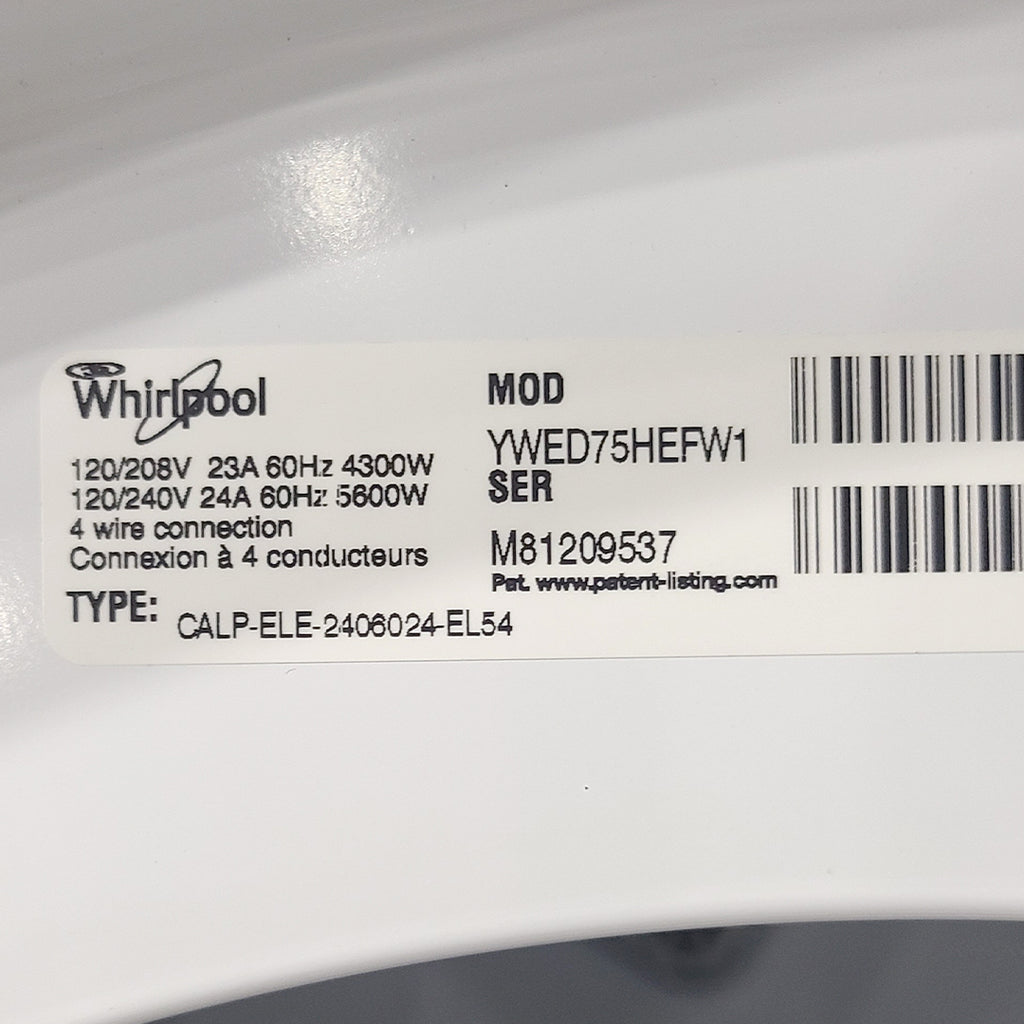 Whirlpool
120/208V 23A 60Hz 4300W
120/240V 24A 60Hz 5600W
4 wire connection
Connexion à 4 conducteurs
TYPE: CALP-ELE-2406024-EL54
MOD
YWED75HEFW1
SER
M81209537
Pat. www.patent-listing.com